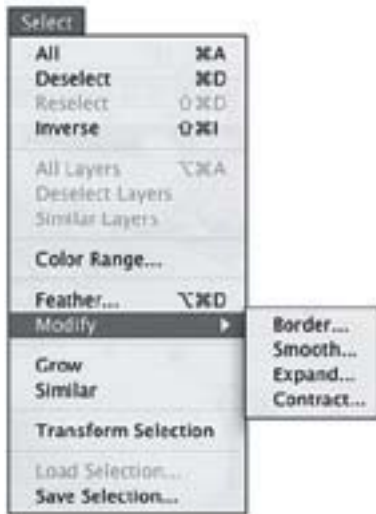 Select
All ⌘A
Deselect ⌘D
Reselect ⇧⌘D
Inverse ⇧⌘I
All Layers ⌥⌘A
Deselect Layers
Similar Layers
Color Range...
Feather... ⌥⌘D
Modify ▶
Border...
Smooth...
Expand...
Contract...
Grow
Similar
Transform Selection
Load Selection...
Save Selection...